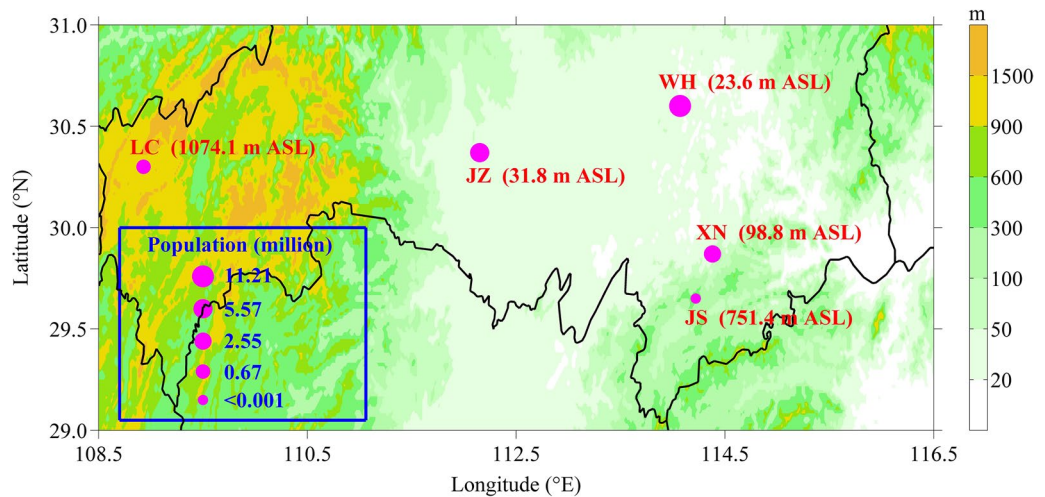 m
31.0
30.5
30.0
29.5
29.0
Latitude (°N)
WH (23.6 m ASL)
LC (1074.1 m ASL)
JZ (31.8 m ASL)
XN (98.8 m ASL)
JS (751.4 m ASL)
Population (million)
11.21
5.57
2.55
0.67
<0.001
1500
900
600
300
100
50
20
108.5 110.5 112.5 114.5 116.5
Longitude (°E)